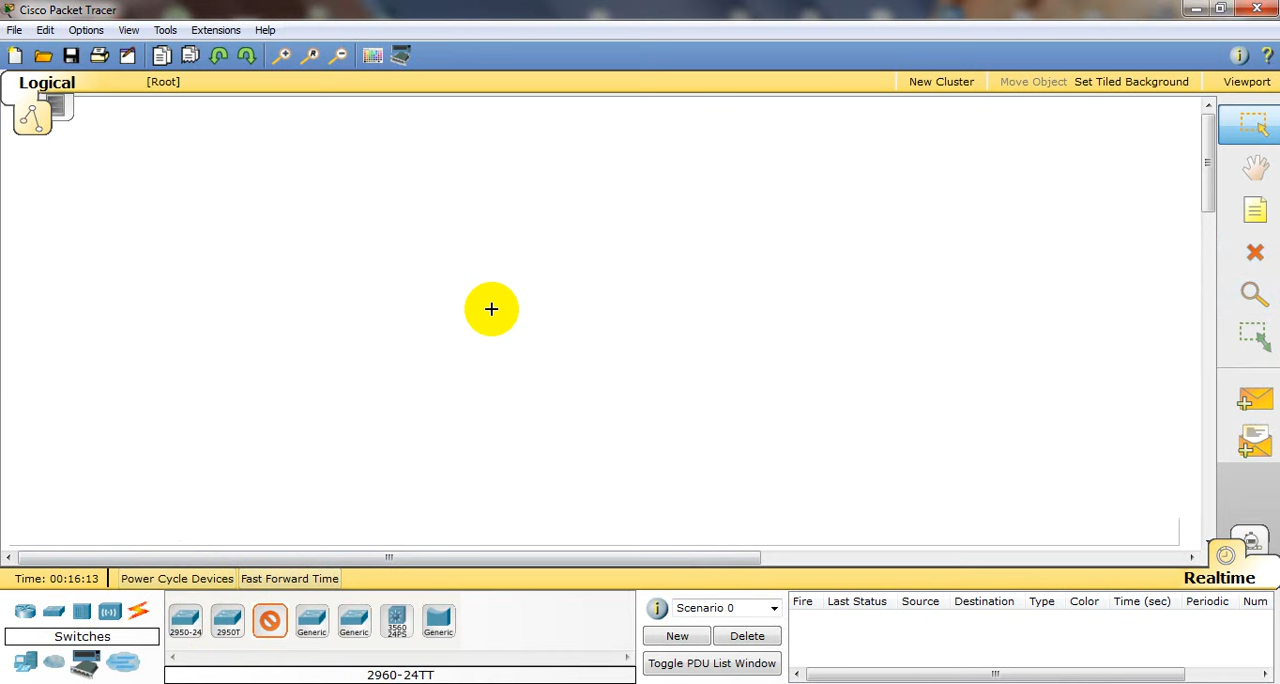 Cisco Packet Tracer
File Edit Options View Tools Extensions Help
Logical [Root] New Cluster Move Object Set Tiled Background Viewport
Time: 00:16:13 Power Cycle Devices Fast Forward Time Realtime
Switches
2950-24 2950T Generic Generic 3560 24PS Generic
2960-24TT
Scenario 0
New Delete
Toggle PDU List Window
Fire Last Status Source Destination Type Color Time (sec) Periodic Num